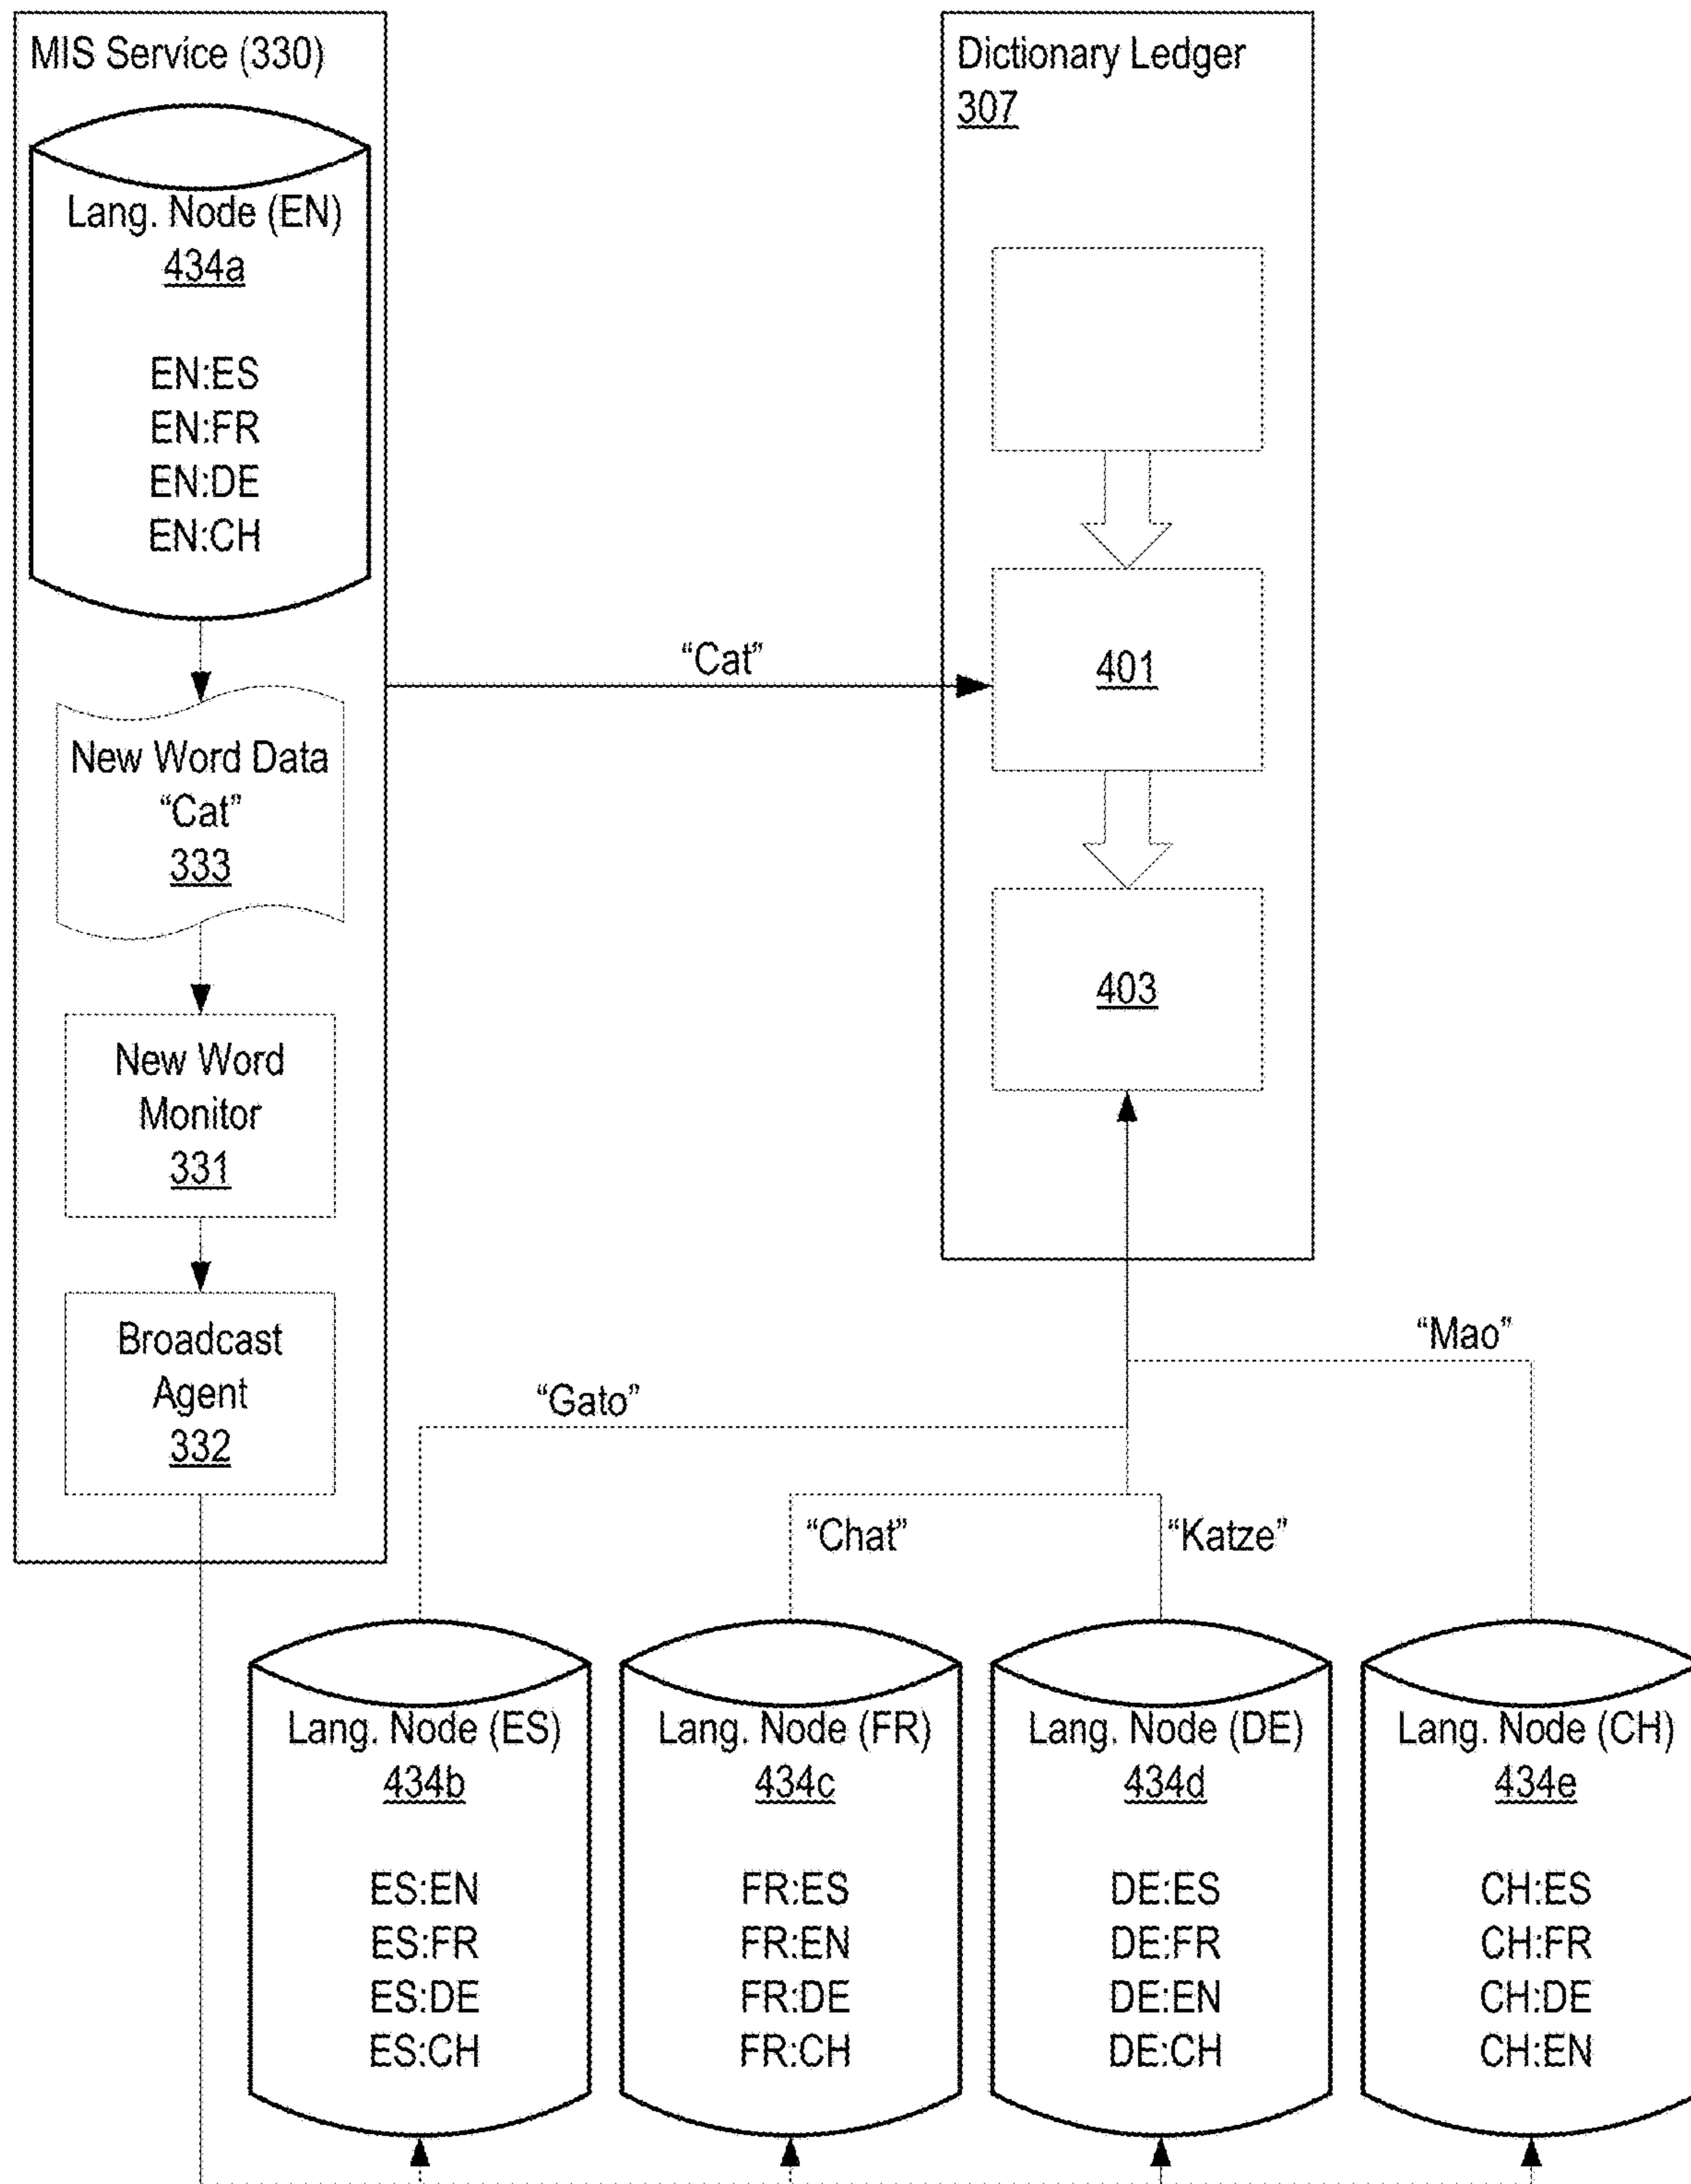 MIS Service (330)
Lang. Node (EN)
434a
EN:ES
EN:FR
EN:DE
EN:CH
New Word Data
“Cat”
333
New Word
Monitor
331
Broadcast
Agent
332
“Cat”
Dictionary Ledger
307
401
403
“Mao”
“Gato”
“Chat”
“Katze”
Lang. Node (ES)
434b
ES:EN
ES:FR
ES:DE
ES:CH
Lang. Node (FR)
434c
FR:ES
FR:EN
FR:DE
FR:CH
Lang. Node (DE)
434d
DE:ES
DE:FR
DE:EN
DE:CH
Lang. Node (CH)
434e
CH:ES
CH:FR
CH:DE
CH:EN